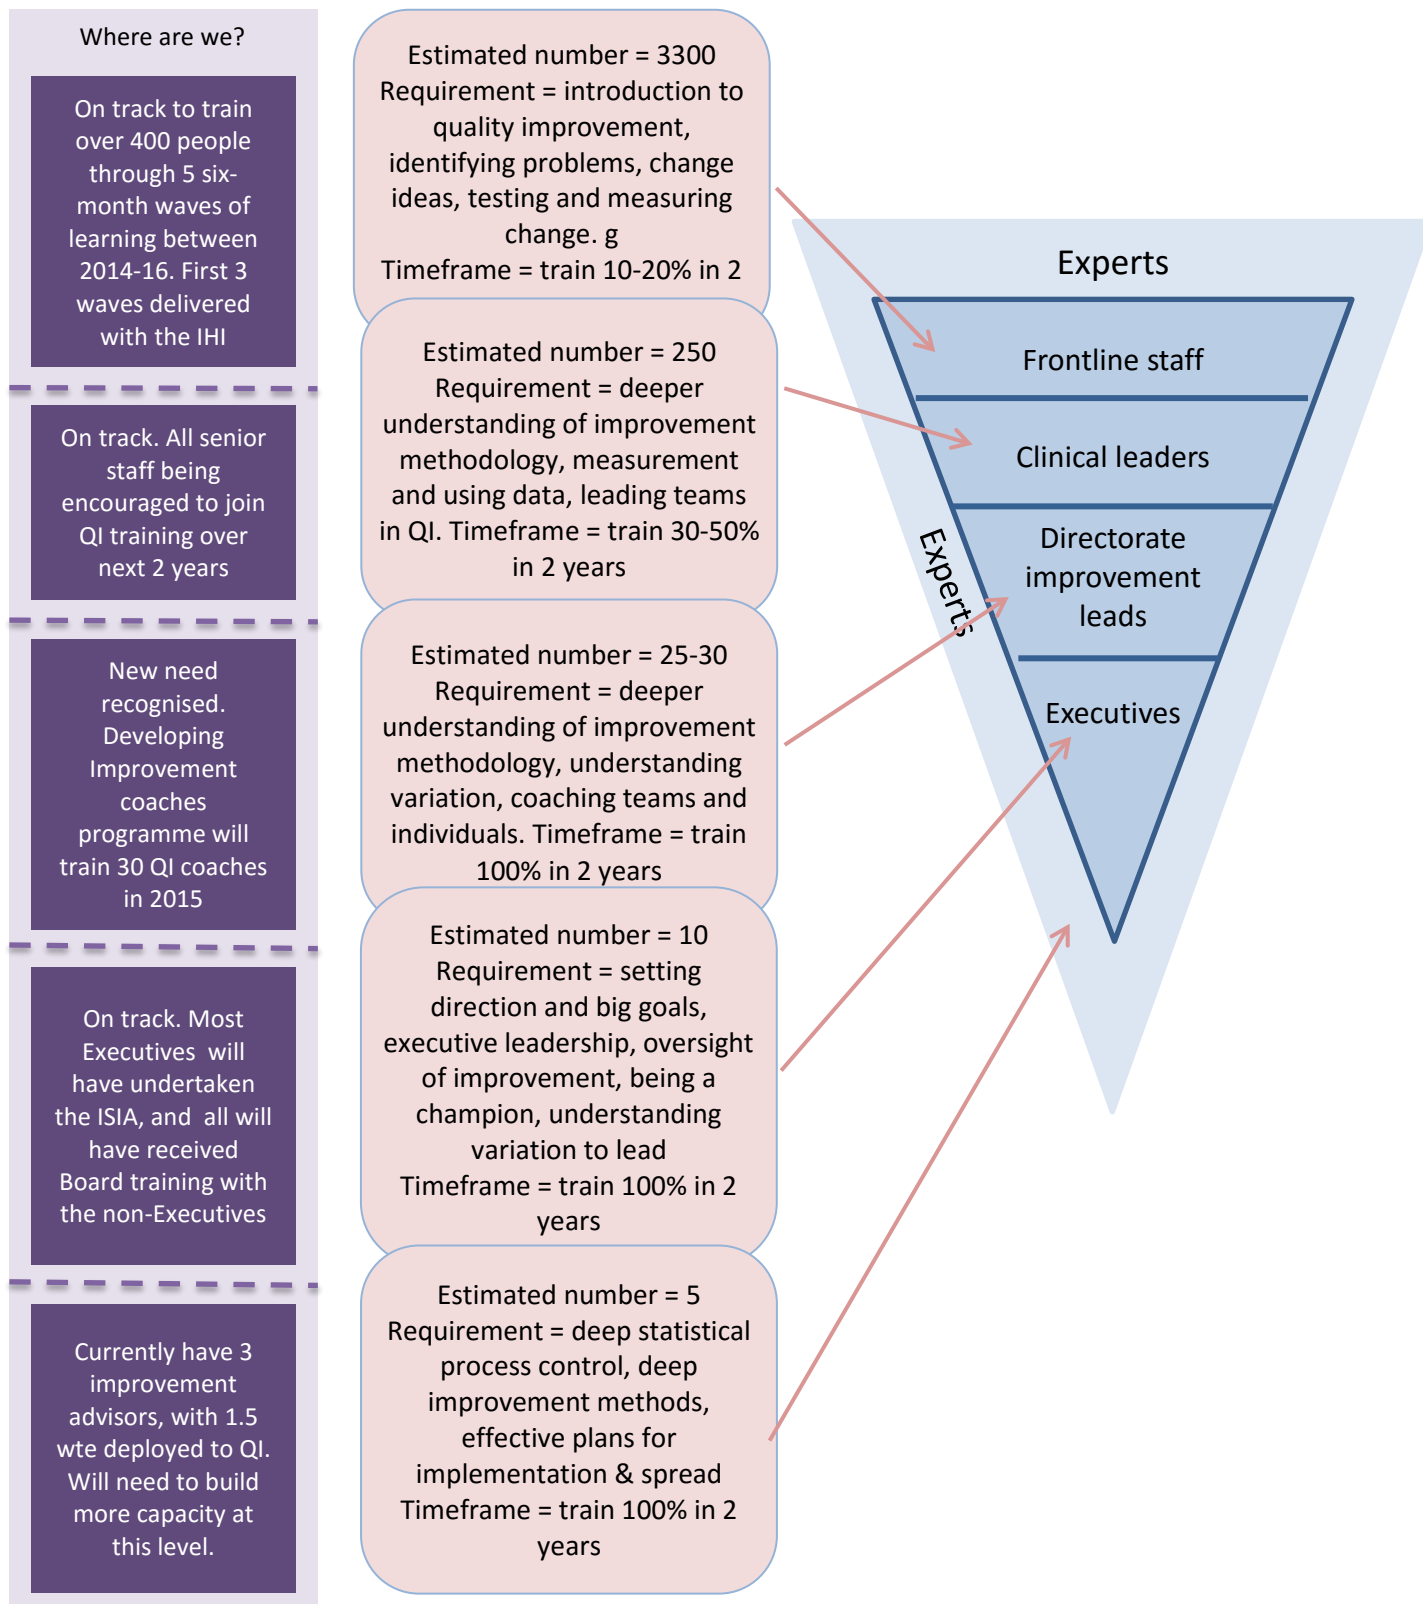 Where are we?
On track to train
over 400 people
through 5 six-
month waves of
learning between
2014-16. First 3
waves delivered
with the IHI
On track. All senior
staff being
encouraged to join
QI training over
next 2 years
New need
recognised.
Developing
Improvement
coaches
programme will
train 30 QI coaches
in 2015
On track. Most
Executives will
have undertaken
the ISIA, and all will
have received
Board training with
the non-Executives
Currently have 3
improvement
advisors, with 1.5
wte deployed to QI.
Will need to build
more capacity at
this level.
Estimated number = 3300
Requirement = introduction to
quality improvement,
identifying problems, change
ideas, testing and measuring
change. g
Timeframe = train 10-20% in 2
Estimated number = 250
Requirement = deeper
understanding of improvement
methodology, measurement
and using data, leading teams
in QI. Timeframe = train 30-50%
in 2 years
Estimated number = 25-30
Requirement = deeper
understanding of improvement
methodology, understanding
variation, coaching teams and
individuals. Timeframe = train
100% in 2 years
Estimated number = 10
Requirement = setting
direction and big goals,
executive leadership, oversight
of improvement, being a
champion, understanding
variation to lead
Timeframe = train 100% in 2
years
Estimated number = 5
Requirement = deep statistical
process control, deep
improvement methods,
effective plans for
implementation & spread
Timeframe = train 100% in 2
years
Experts
Frontline staff
Clinical leaders
Directorate
improvement
leads
Executives
Experts